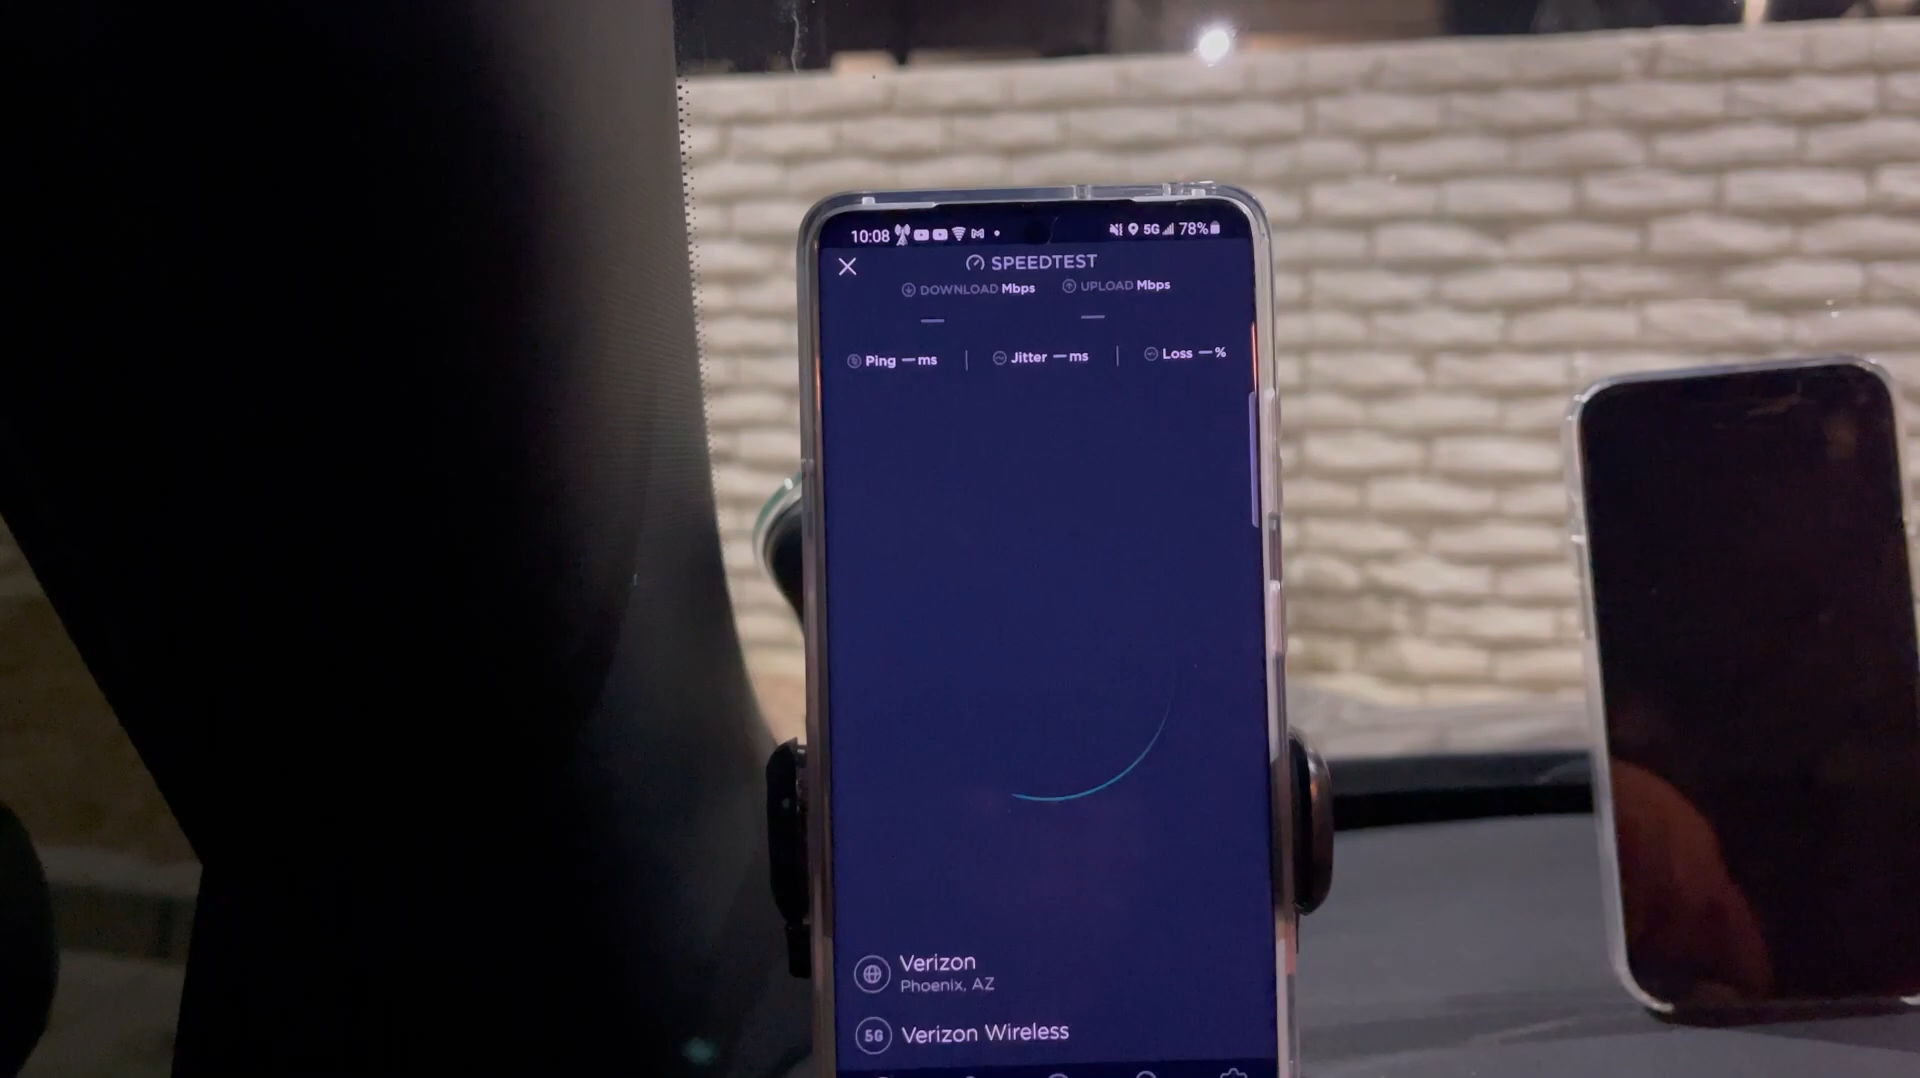 10:08 5G 78%
SPEEDTEST
DOWNLOAD Mbps UPLOAD Mbps
— —
Ping — ms | Jitter — ms | Loss — %
Verizon
Phoenix, AZ
5G Verizon Wireless